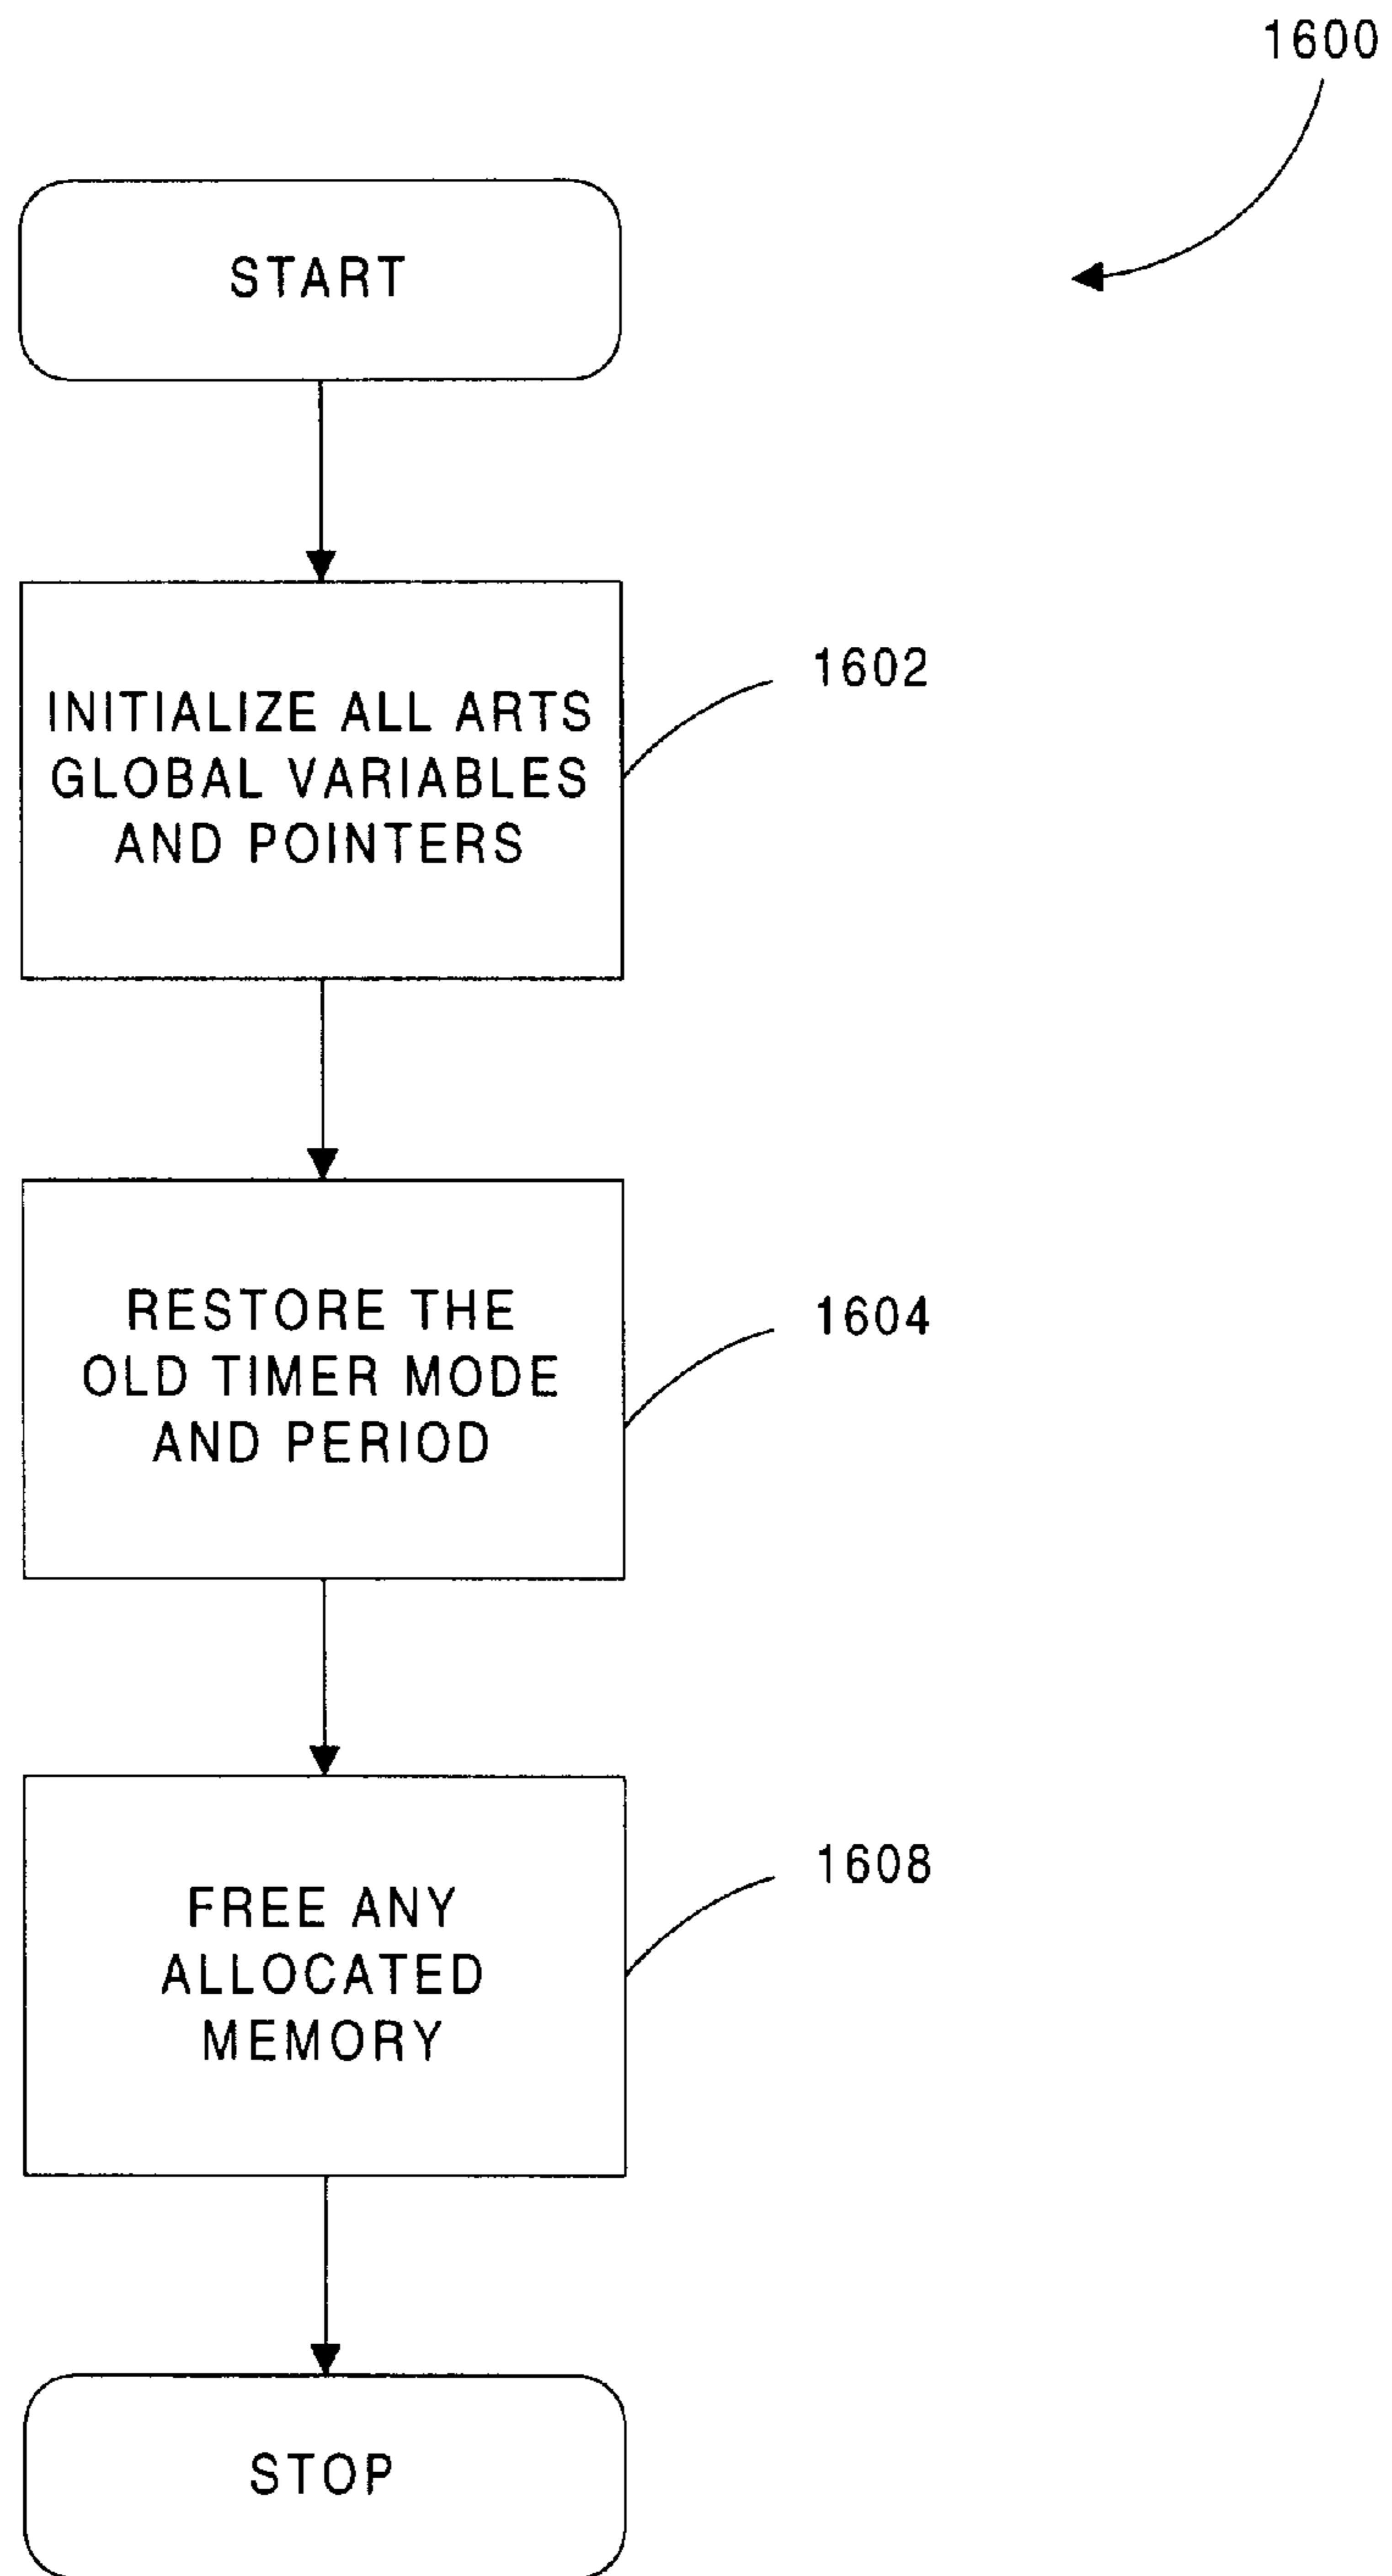 1600
START
INITIALIZE ALL ARTS
GLOBAL VARIABLES
AND POINTERS
1602
RESTORE THE
OLD TIMER MODE
AND PERIOD
1604
FREE ANY
ALLOCATED
MEMORY
1608
STOP